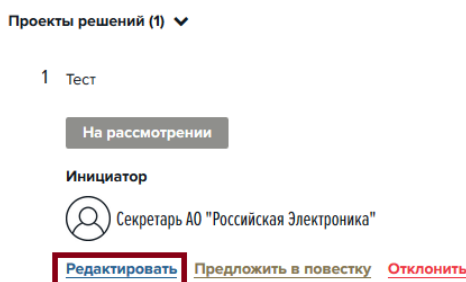 Проекты решений (1)
1 Тест
На рассмотрении
Инициатор
Секретарь АО "Российская Электроника"
Редактировать Предложить в повестку Отклонить